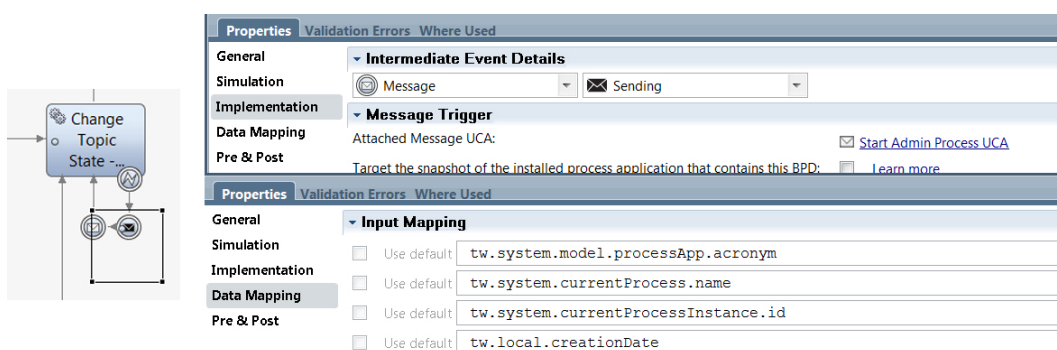 Change
Topic
State -...
Properties Validation Errors Where Used
General
Simulation
Implementation
Data Mapping
Pre & Post
Intermediate Event Details
Message Sending
Message Trigger
Attached Message UCA: Start Admin Process UCA
Target the snapshot of the installed process application that contains this BPD: Learn more
Properties Validation Errors Where Used
General
Simulation
Implementation
Data Mapping
Pre & Post
Input Mapping
Use default tw.system.model.processApp.acronym
Use default tw.system.currentProcess.name
Use default tw.system.currentProcessInstance.id
Use default tw.local.creationDate